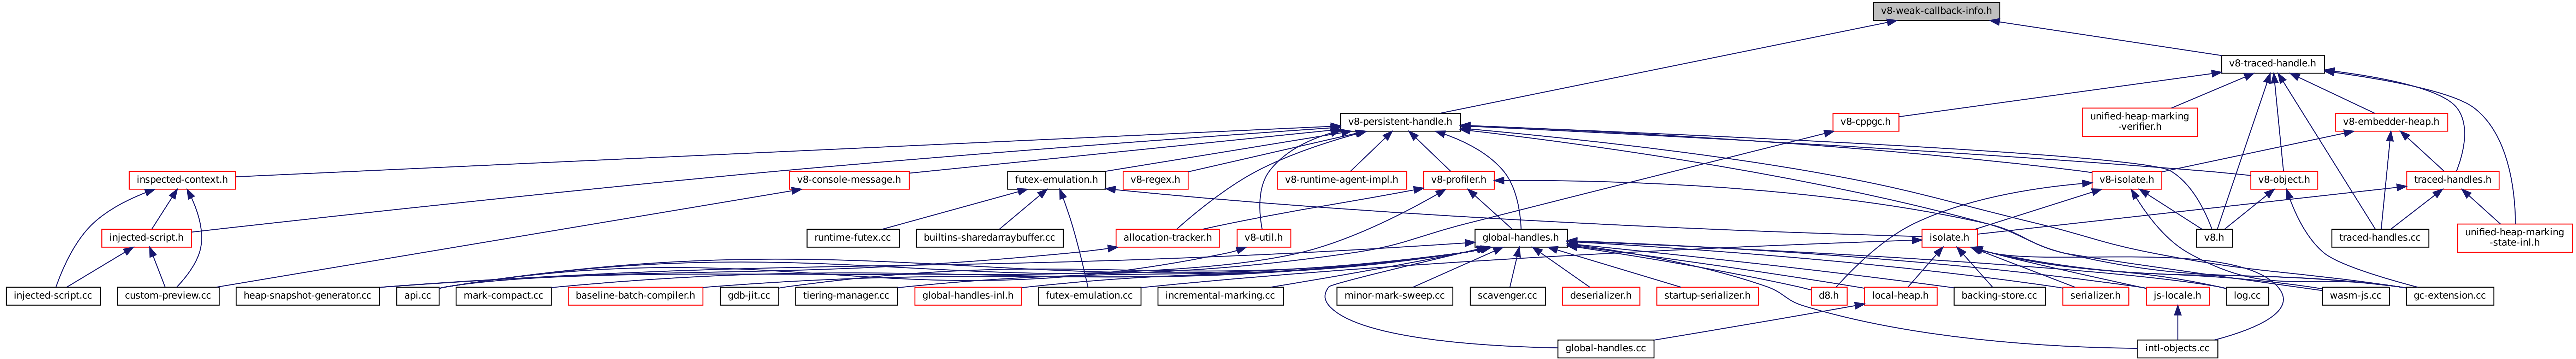 v8-weak-callback-info.h
v8-traced-handle.h
v8-persistent-handle.h
v8-cppgc.h
unified-heap-marking
-verifier.h
v8-embedder-heap.h
inspected-context.h
v8-console-message.h
futex-emulation.h
v8-regex.h
v8-runtime-agent-impl.h
v8-profiler.h
v8-isolate.h
v8-object.h
traced-handles.h
injected-script.h
runtime-futex.cc
builtins-sharedarraybuffer.cc
allocation-tracker.h
v8-util.h
global-handles.h
isolate.h
v8.h
traced-handles.cc
unified-heap-marking
-state-inl.h
injected-script.cc
custom-preview.cc
heap-snapshot-generator.cc
api.cc
mark-compact.cc
baseline-batch-compiler.h
gdb-jit.cc
tiering-manager.cc
global-handles-inl.h
futex-emulation.cc
incremental-marking.cc
minor-mark-sweep.cc
scavenger.cc
deserializer.h
startup-serializer.h
d8.h
local-heap.h
backing-store.cc
serializer.h
js-locale.h
log.cc
wasm-js.cc
gc-extension.cc
global-handles.cc
intl-objects.cc